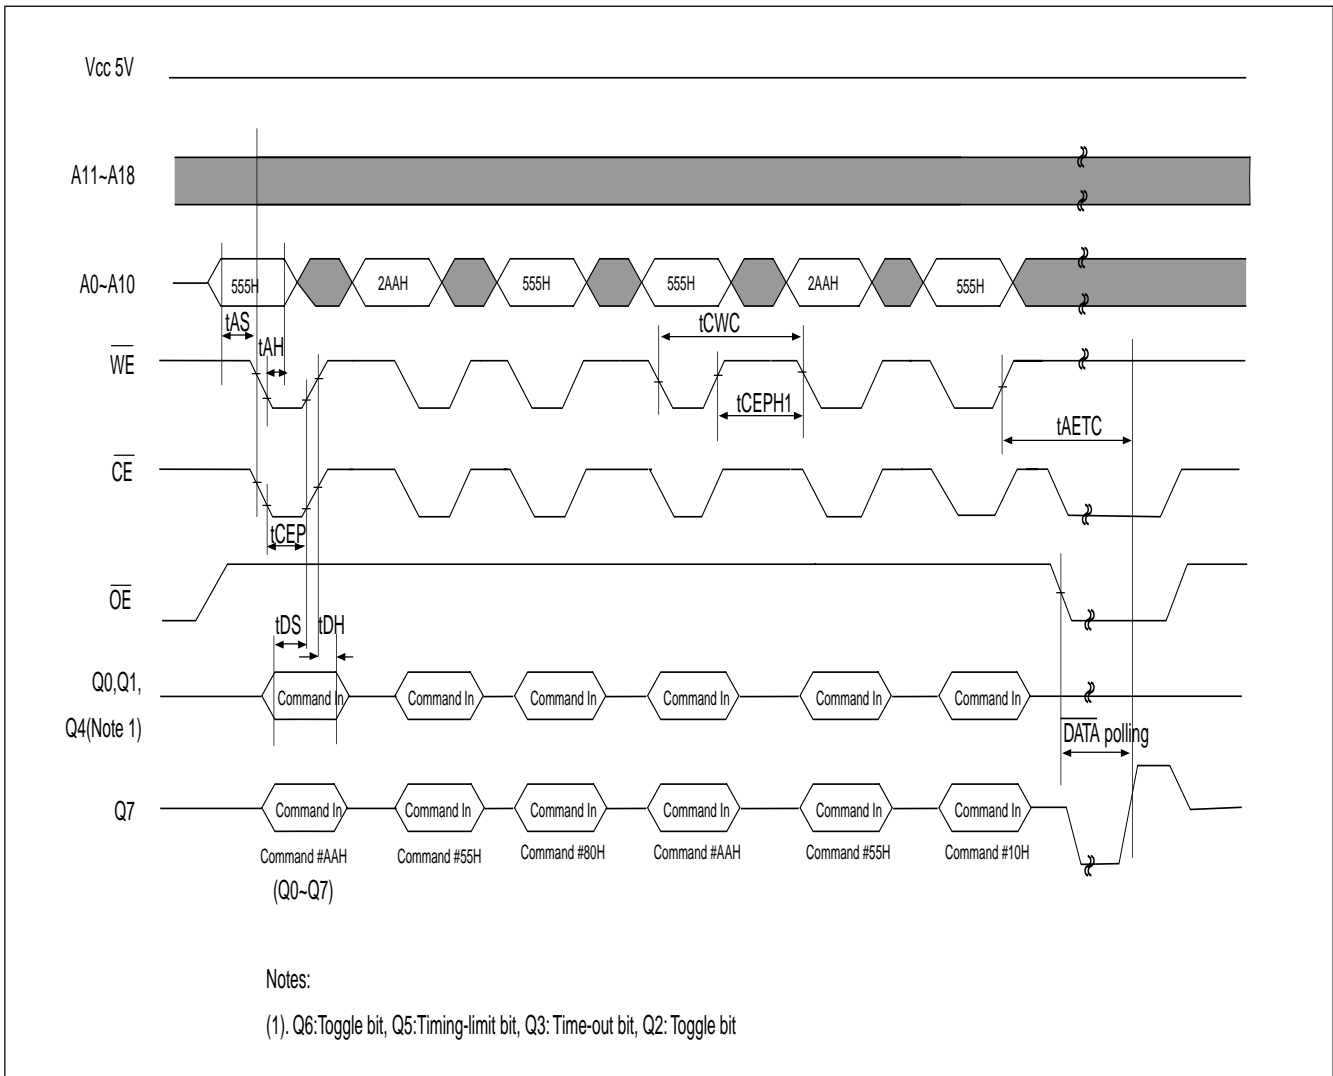 Vcc 5V
A11~A18
A0~A10
555H
2AAH
555H
555H
2AAH
555H
tAS
tAH
tCWC
WE
tCEPH1
tAETC
CE
tCEP
OE
tDS
tDH
Q0,Q1,
Q4(Note 1)
Command In
Command In
Command In
Command In
Command In
Command In
DATA polling
Q7
Command In
Command In
Command In
Command In
Command In
Command In
Command #AAH
Command #55H
Command #80H
Command #AAH
Command #55H
Command #10H
(Q0~Q7)
Notes:
(1). Q6:Toggle bit, Q5:Timing-limit bit, Q3: Time-out bit, Q2: Toggle bit